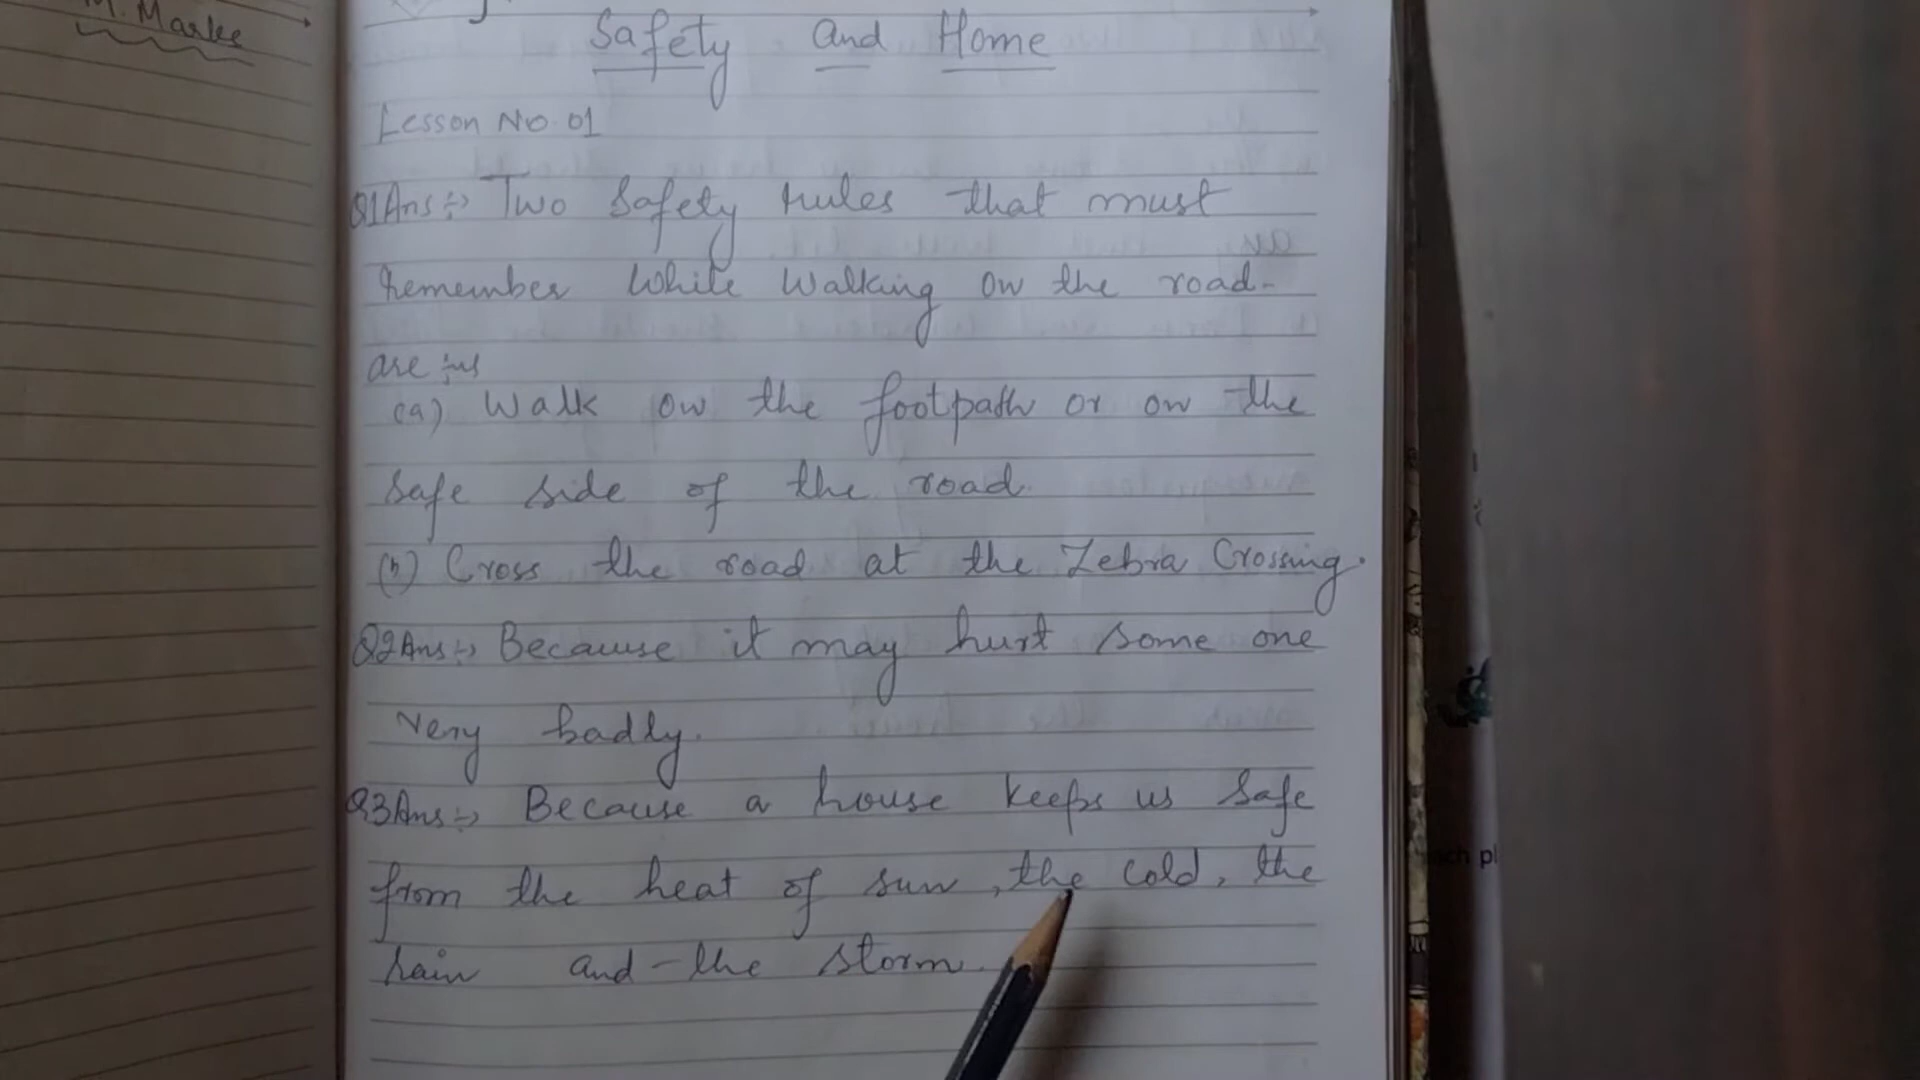 M. Marks
Safety and Home
Lesson No. 01
Q1Ans :-> Two Safety rules that must
remember while walking on the road-
are :-
(a) Walk on the footpath or on the
safe side of the road.
(b) Cross the road at the Zebra Crossing.
Q2Ans :-> Because it may hurt some one
very badly.
Q3Ans :-> Because a house keeps us safe
from the heat of sun, the cold, the
rain and the storm.
ch pl